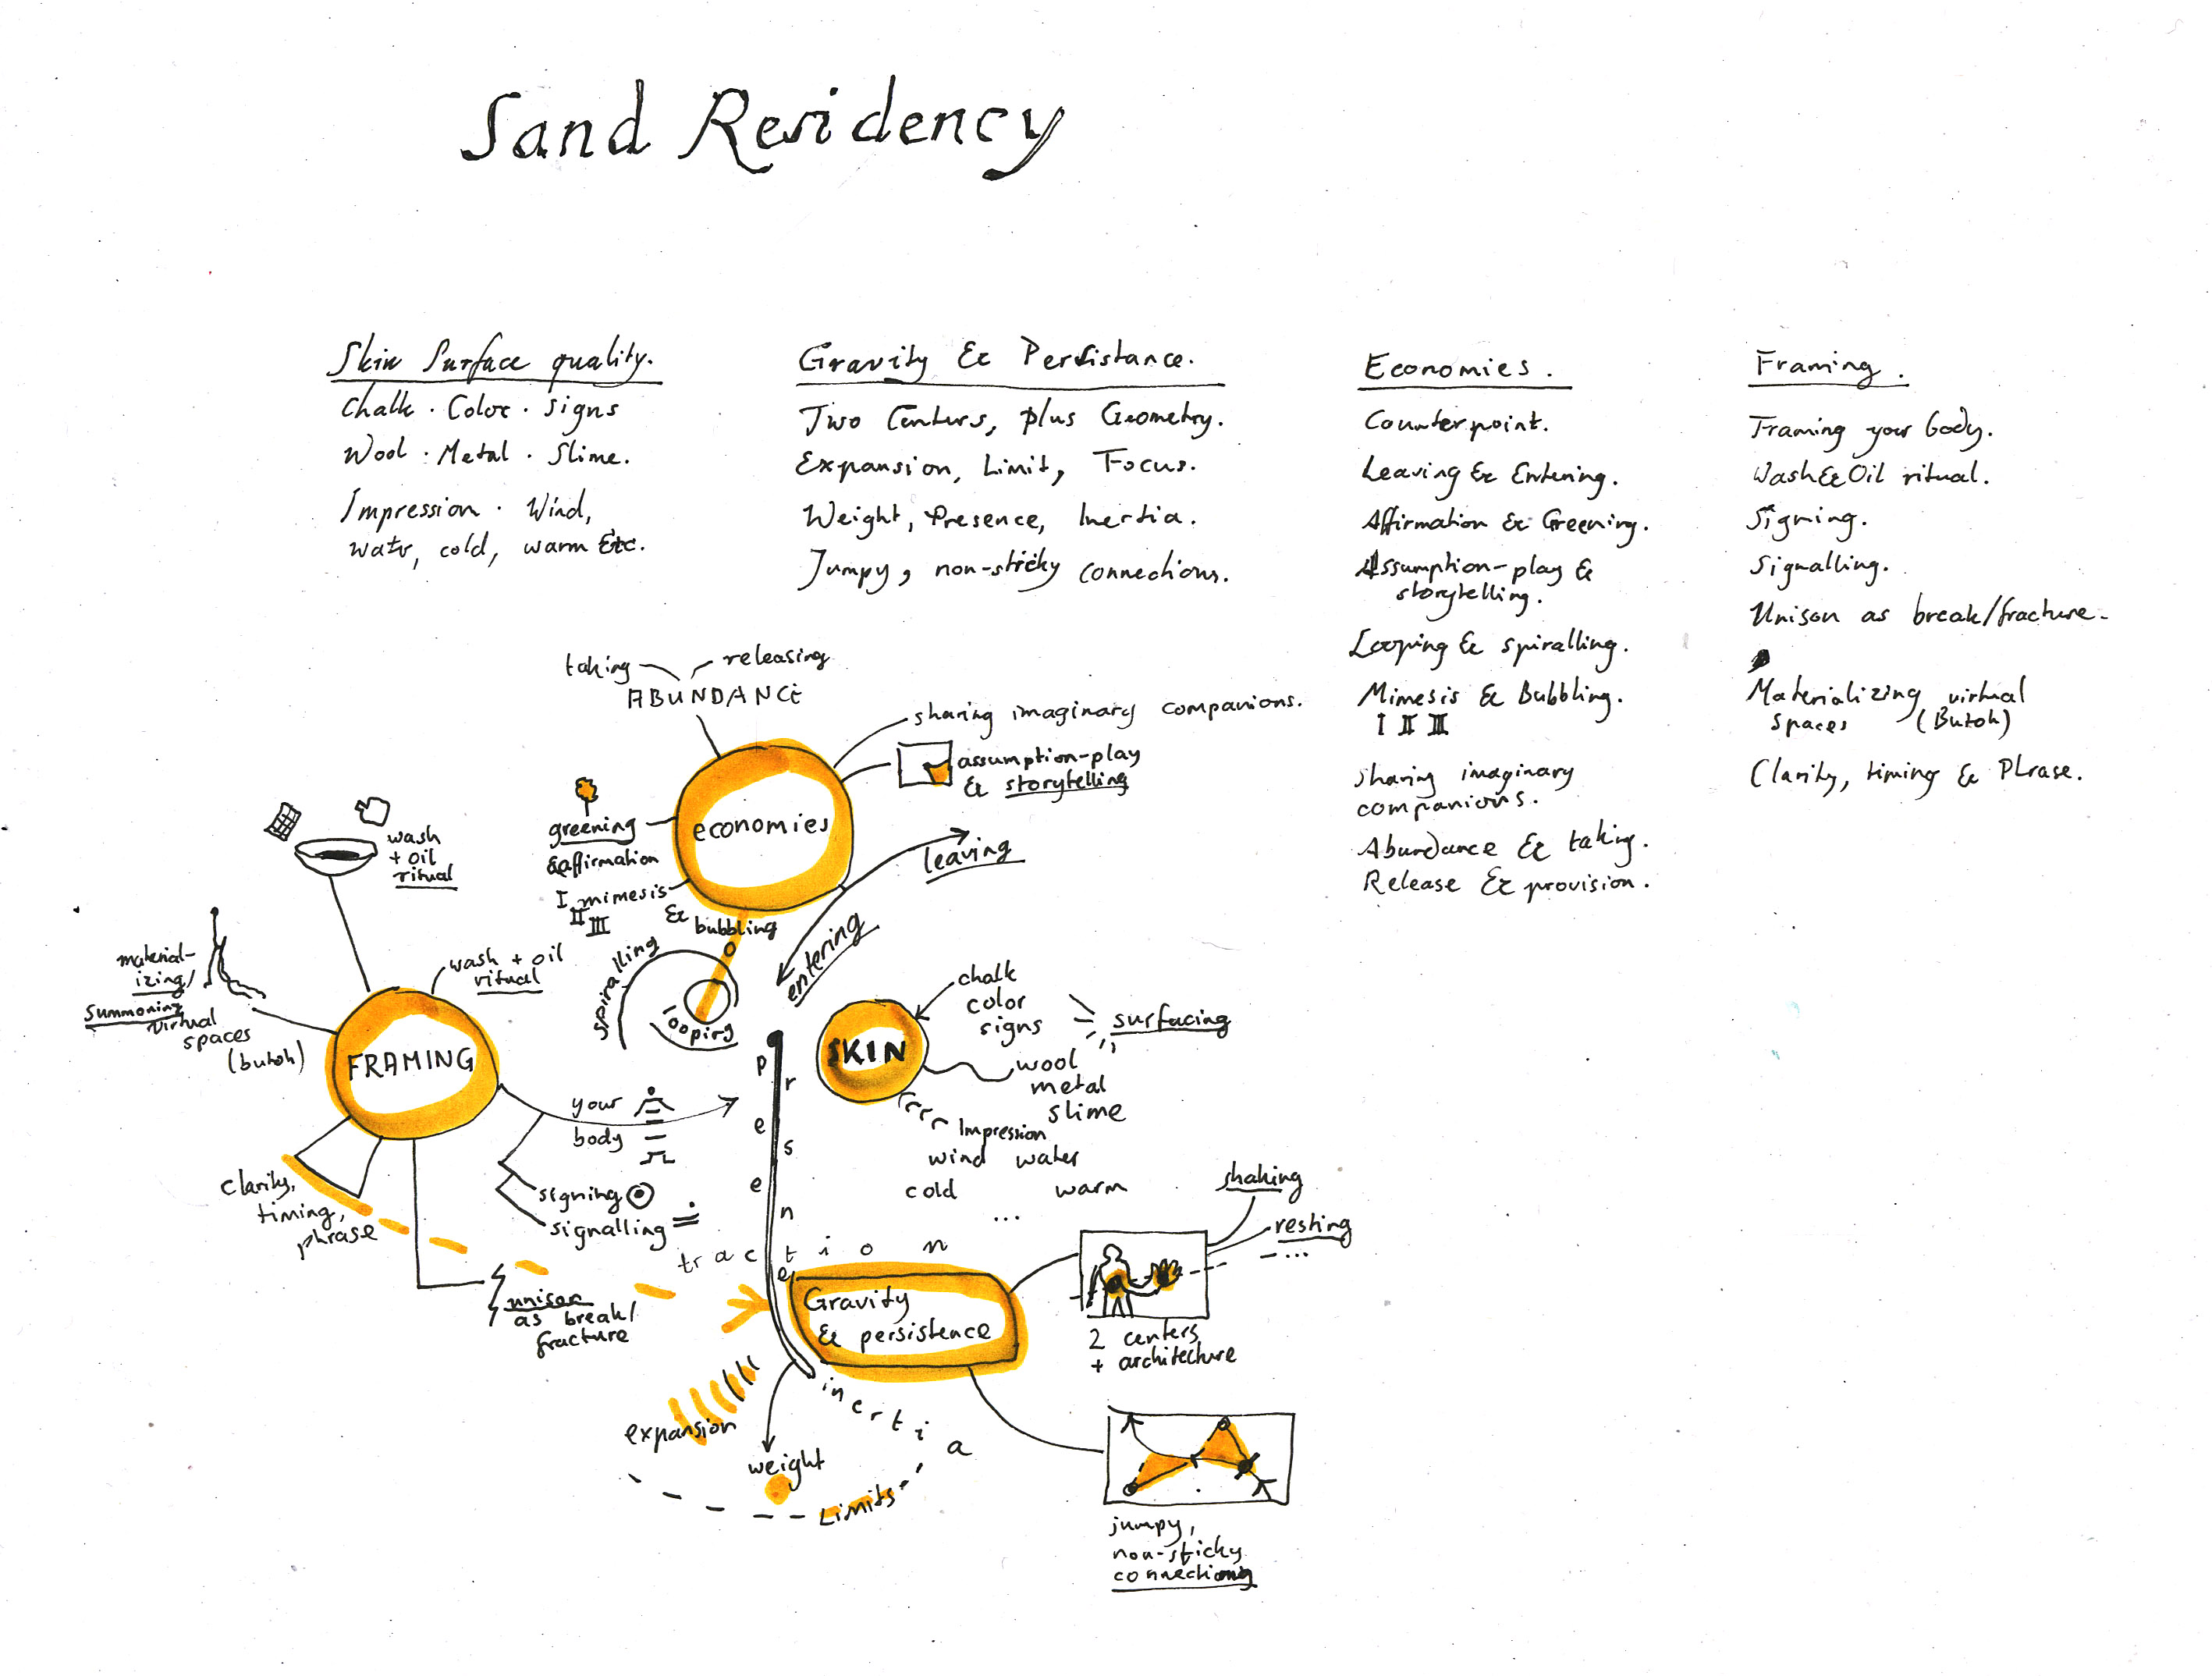 Sand Residency
Skin Surface quality.
Chalk · Color · signs
Wool · Metal · Slime.
Impression · Wind,
watr, cold, warm Etc.
Gravity & Persistance.
Two Centers, plus Geometry.
Expansion, Limit, Focus.
Weight, Presence, Inertia.
Jumpy, non-sticky connections.
Economies.
Counterpoint.
Leaving & Entering.
Affirmation & Greening.
Assumption-play &
storytelling.
Looping & spiralling.
Mimesis & Bubbling.
I II III
sharing imaginary
companions.
Abundance & taking.
Release & provision.
Framing.
Framing your body.
Wash & Oil ritual.
Signing.
Signalling.
Unison as break/fracture.
Materializing virtual
spaces (Butoh)
Clarity, timing & Phrase.
taking
releasing
ABUNDANCE
sharing imaginary companions.
assumption-play
& storytelling
economies
greening
& affirmation
I mimesis
II III
& bubbling
spiralling
looping
leaving
entering
wash
+ oil
ritual
material-
izing/
summoning
virtual
spaces
(butoh)
wash + oil
ritual
FRAMING
your
body
signing
signalling
clarity,
timing,
phrase
unison
as break/
fracture
presence
traction
SKIN
chalk
color
signs
surfacing
wool
metal
slime
Impression
wind water
cold warm
...
Gravity
& persistence
shaking
resting
- ...
2 centers
+ architecture
expansion
weight
inertia
Limits
jumpy,
non-sticky
connections